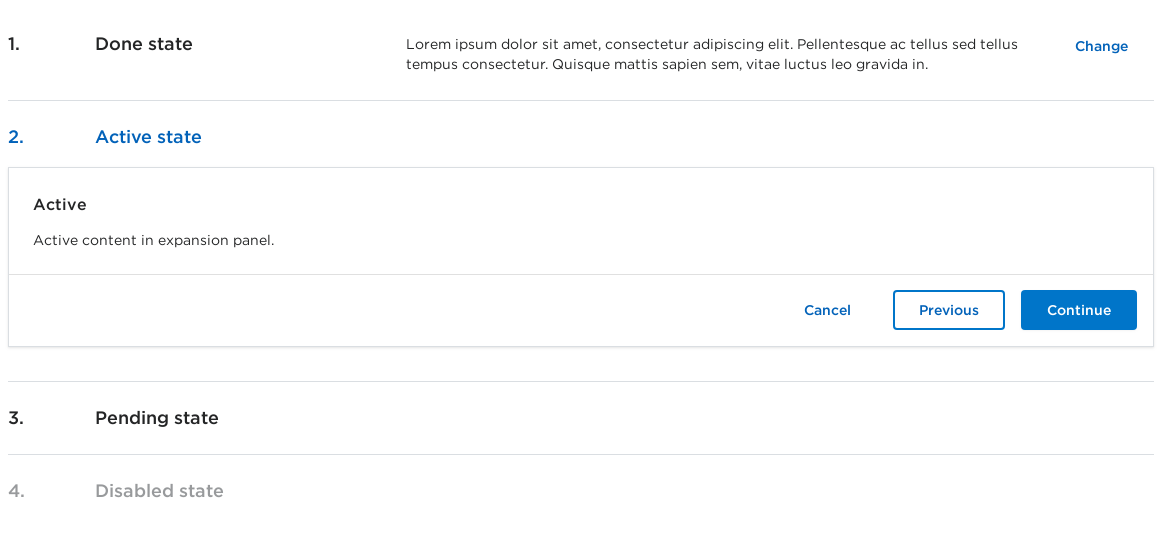 1. Done state
Lorem ipsum dolor sit amet, consectetur adipiscing elit. Pellentesque ac tellus sed tellus
tempus consectetur. Quisque mattis sapien sem, vitae luctus leo gravida in.
Change
2. Active state
Active
Active content in expansion panel.
Cancel Previous Continue
3. Pending state
4. Disabled state